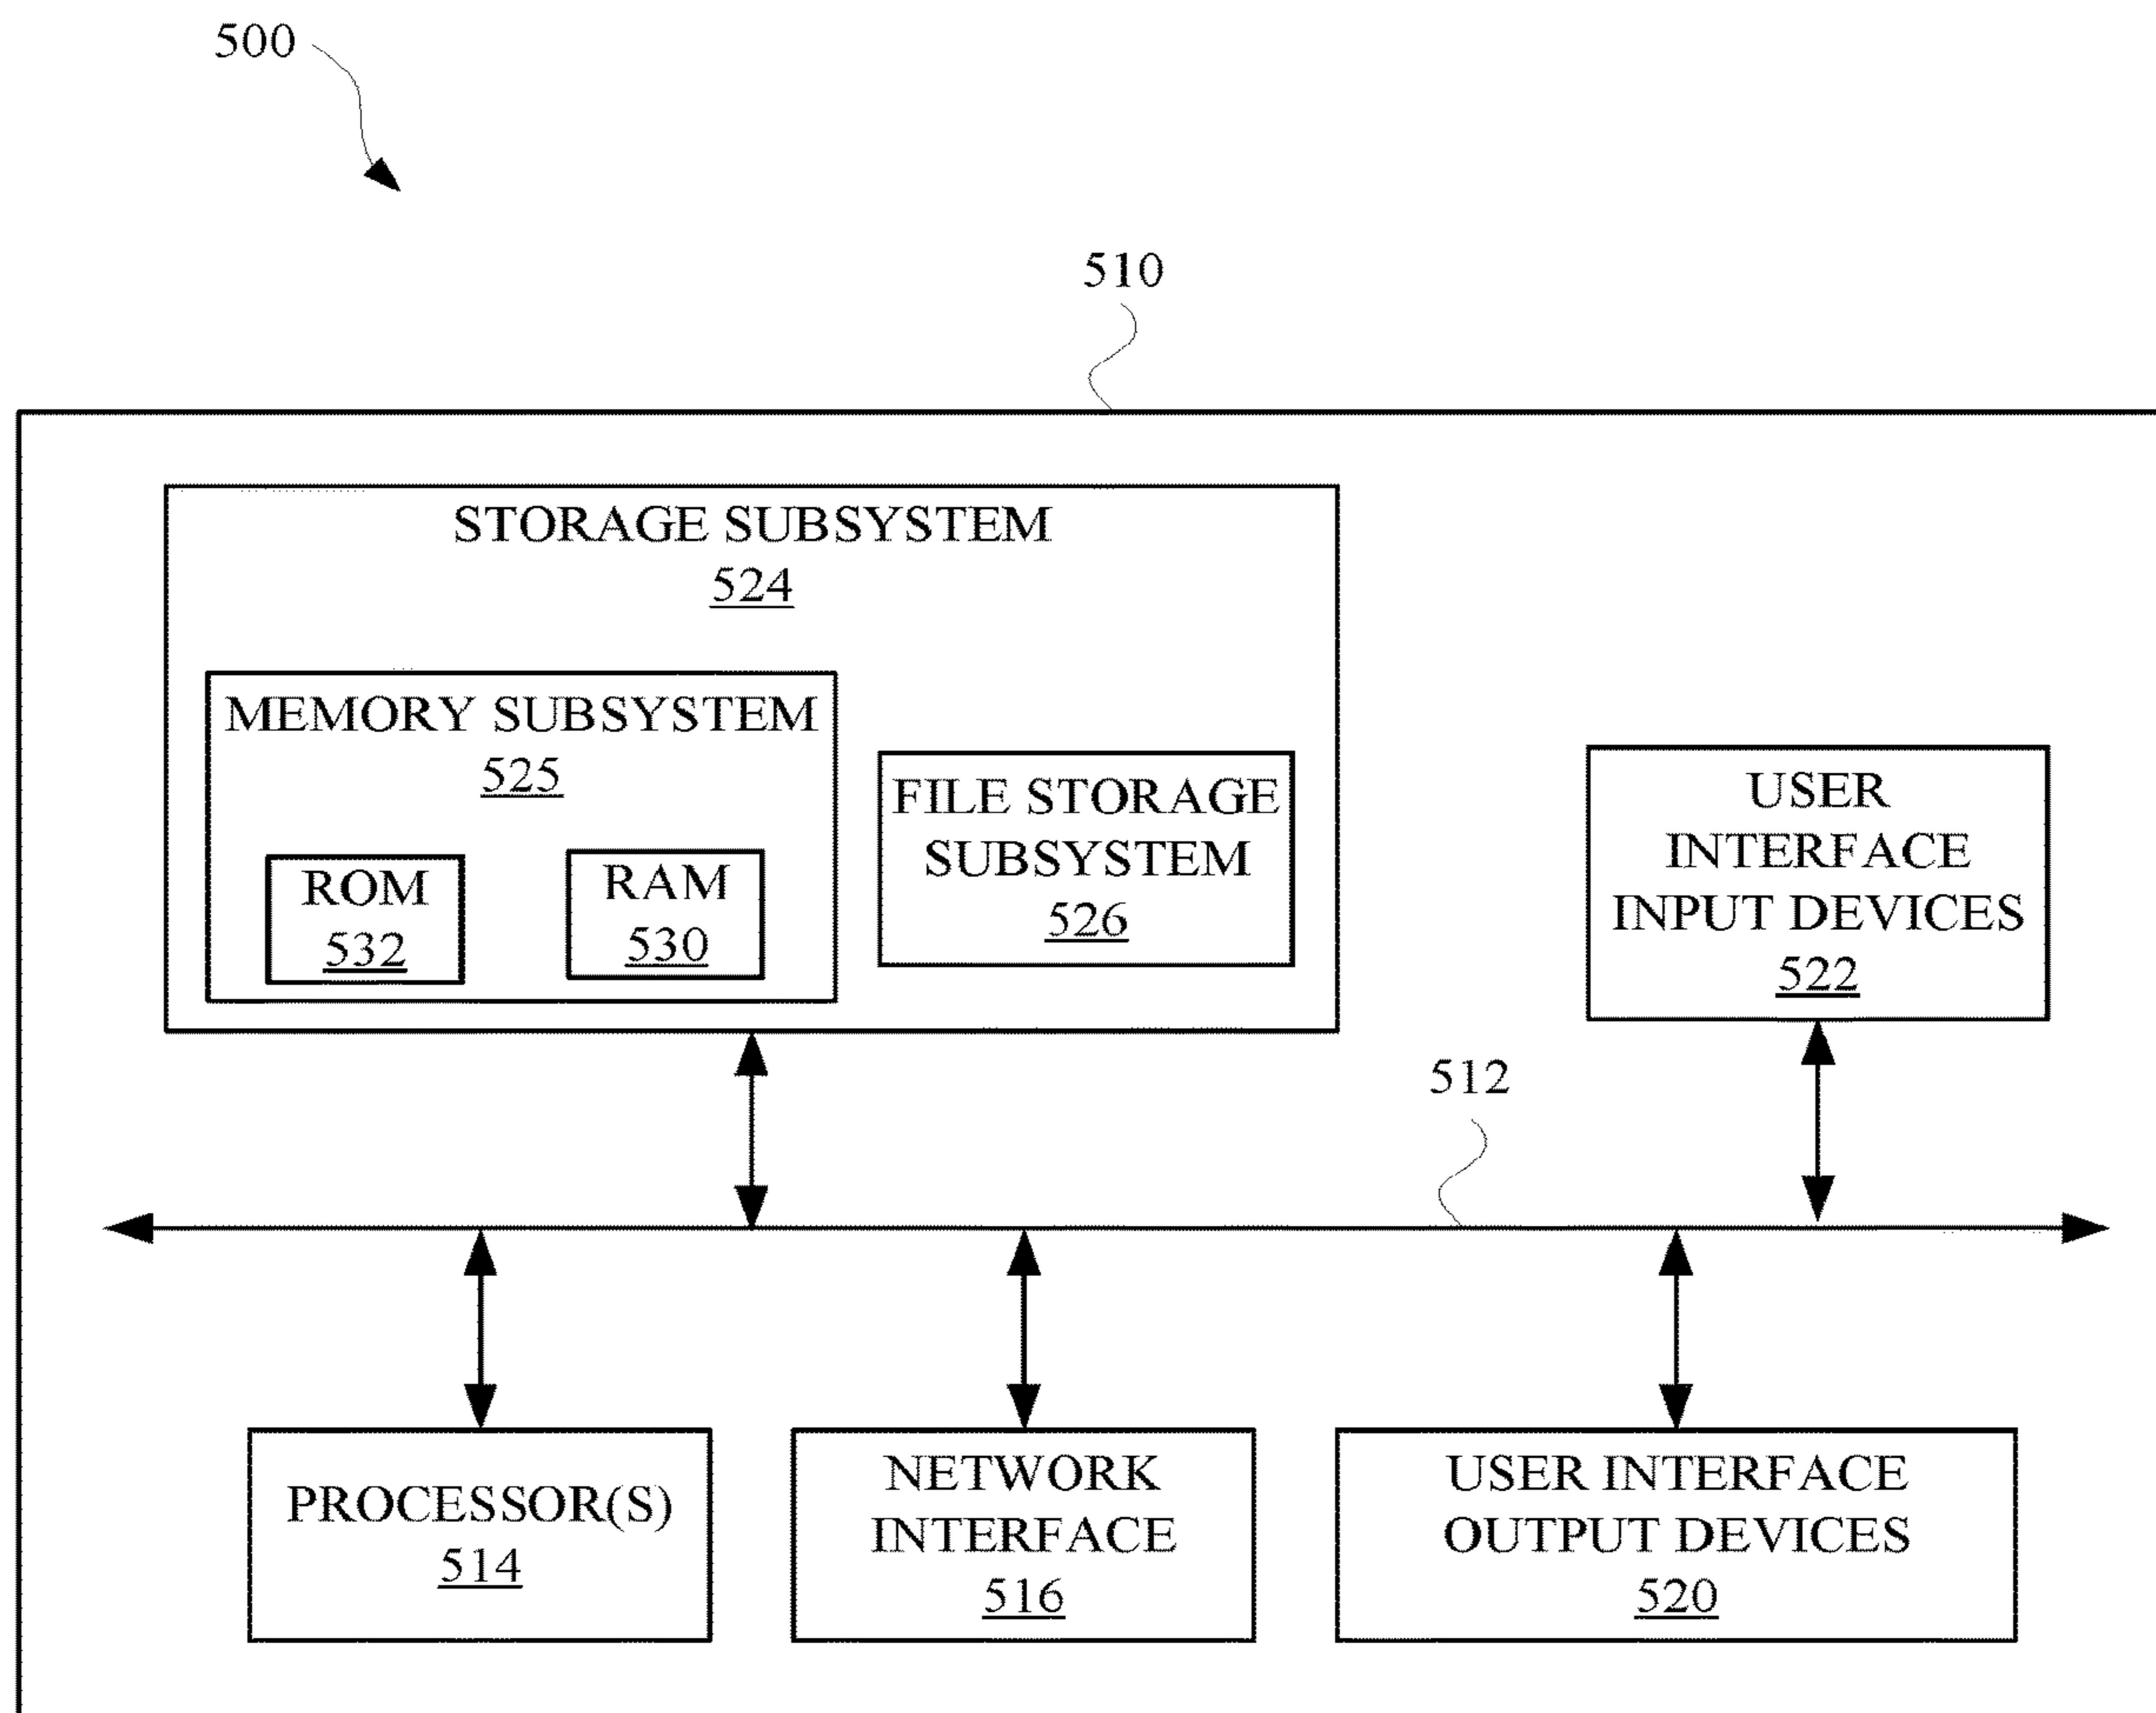 500
510
STORAGE SUBSYSTEM
524
MEMORY SUBSYSTEM
525
ROM
532
RAM
530
FILE STORAGE
SUBSYSTEM
526
USER
INTERFACE
INPUT DEVICES
522
512
PROCESSOR(S)
514
NETWORK
INTERFACE
516
USER INTERFACE
OUTPUT DEVICES
520